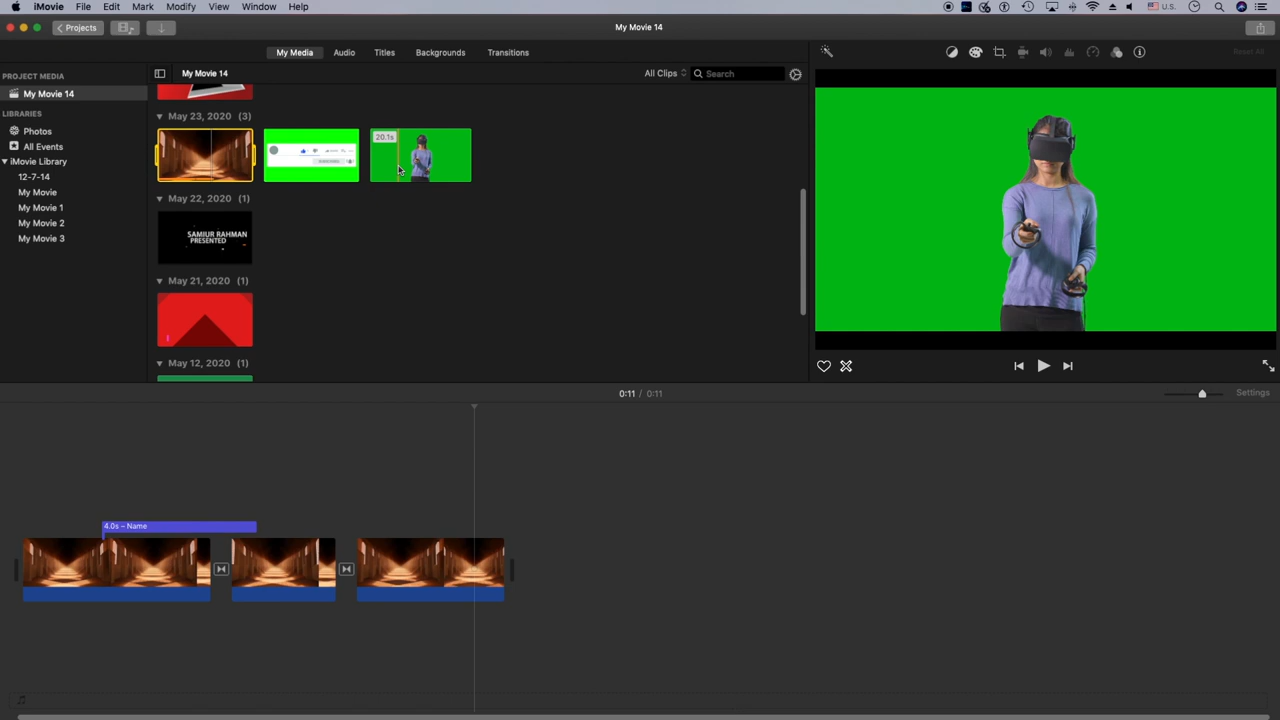 iMovie File Edit Mark Modify View Window Help U.S.
Projects My Movie 14
My Media Audio Titles Backgrounds Transitions Reset All
PROJECT MEDIA
My Movie 14
LIBRARIES
Photos
All Events
iMovie Library
12-7-14
My Movie
My Movie 1
My Movie 2
My Movie 3
My Movie 14 All Clips Search
May 23, 2020 (3)
20.1s
May 22, 2020 (1)
SAMIUR RAHMAN
PRESENTED
May 21, 2020 (1)
May 12, 2020 (1)
0:11 / 0:11 Settings
4.0s – Name